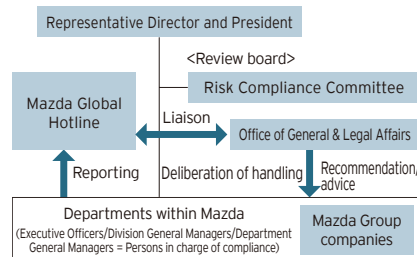 Representative Director and President
<Review board>
Risk Compliance Committee
Mazda Global
Hotline
Liaison
Office of General & Legal Affairs
Reporting
Deliberation of handling
Recommendation/
advice
Departments within Mazda
(Executive Officers/Division General Managers/Department
General Managers = Persons in charge of compliance)
Mazda Group
companies